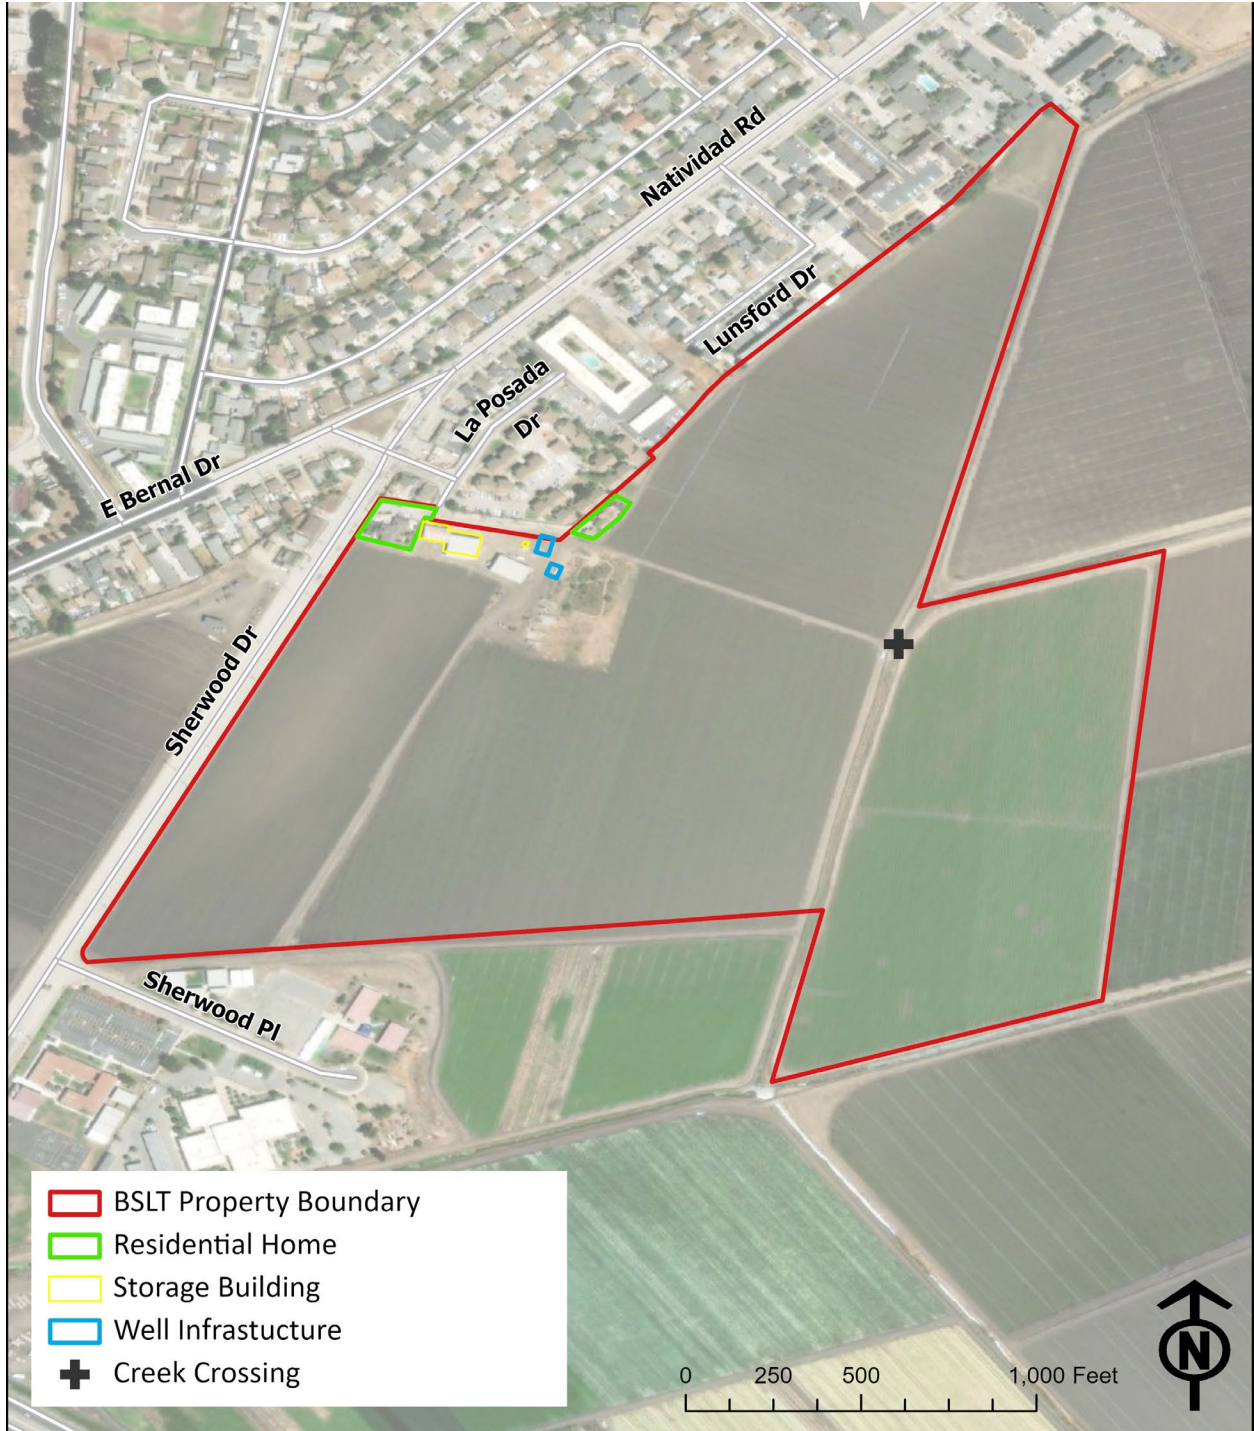 Natividad Rd
Lunsford Dr
La Posada
Dr
E Bernal Dr
Sherwood Dr
Sherwood Pl
BSLT Property Boundary
Residential Home
Storage Building
Well Infrastucture
Creek Crossing
0 250 500 1,000 Feet
N